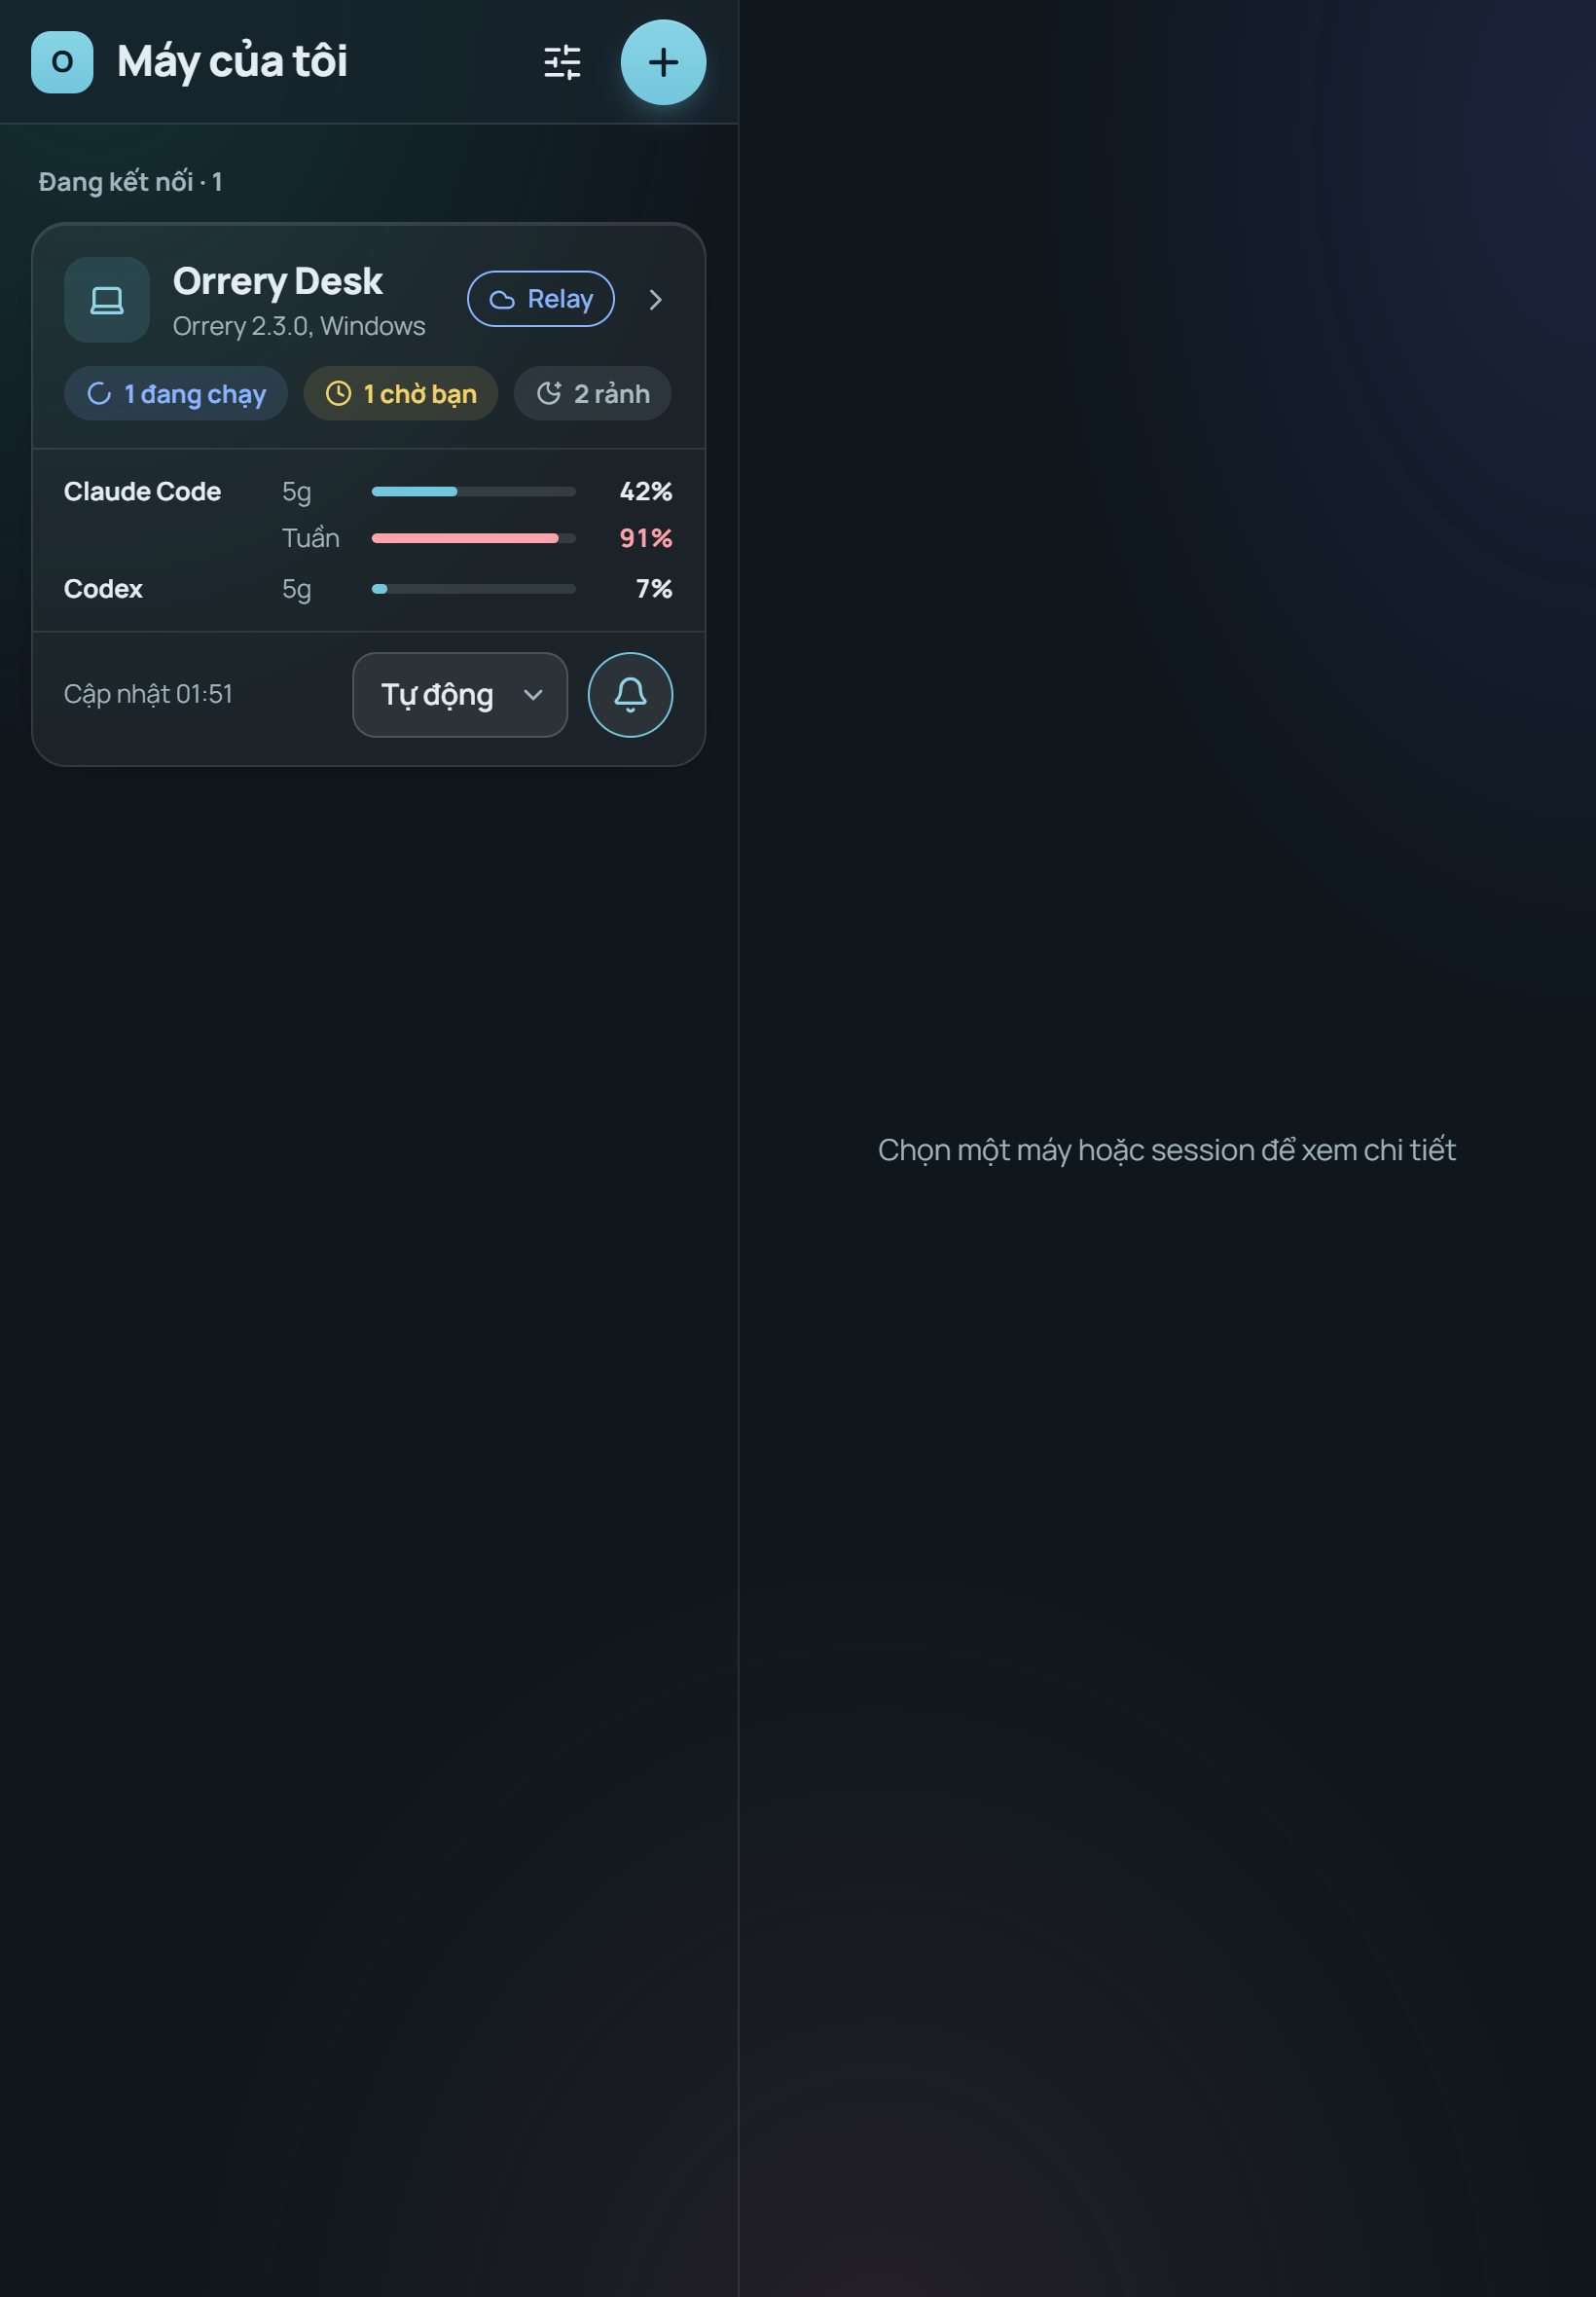 O Máy của tôi
Đang kết nối · 1
Orrery Desk
Orrery 2.3.0, Windows
Relay
1 đang chạy
1 chờ bạn
2 rảnh
Claude Code 5g 42%
Tuần 91%
Codex 5g 7%
Cập nhật 01:51
Tự động
Chọn một máy hoặc session để xem chi tiết